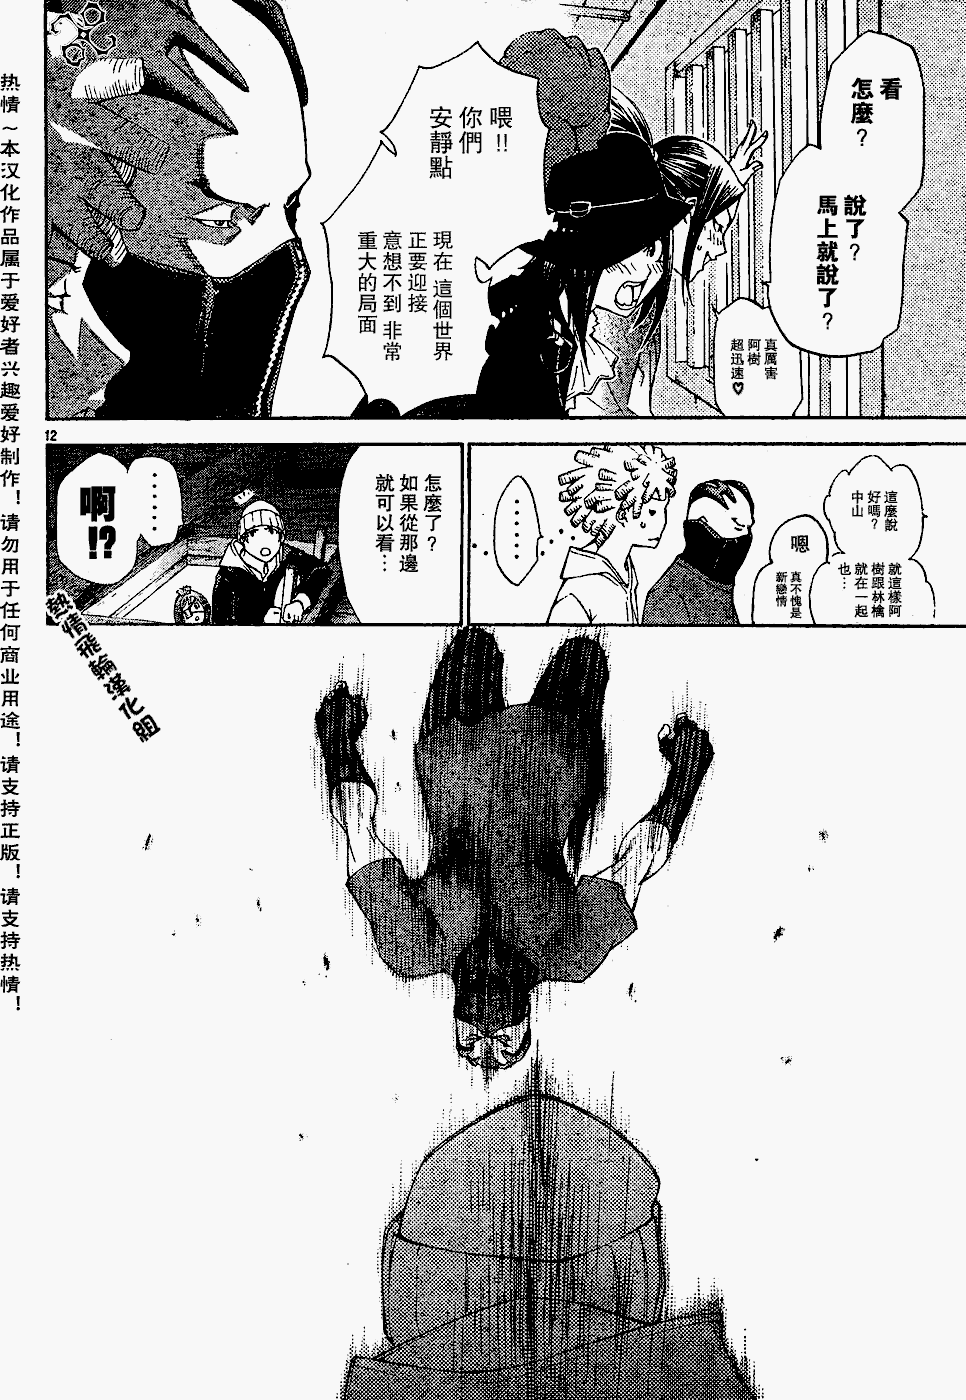 看
怎麼?
說了?
馬上就說了?
真厲害
阿樹
超迅速♥
喂!!
你們
安靜點
現在 這個世界
正要迎接
意想不到 非常
重大的局面
12
這麼說
好嗎?
中山
就這樣阿
樹跟林檎
就在一起
也…
嗯
真不愧是
新戀情
……
怎麼了?
如果從那邊
就可以看…
……
啊!?
熱情飛輪漢化組
热情~本汉化作品属于爱好者兴趣爱好制作!请勿用于任何商业用途!请支持正版!请支持热情!